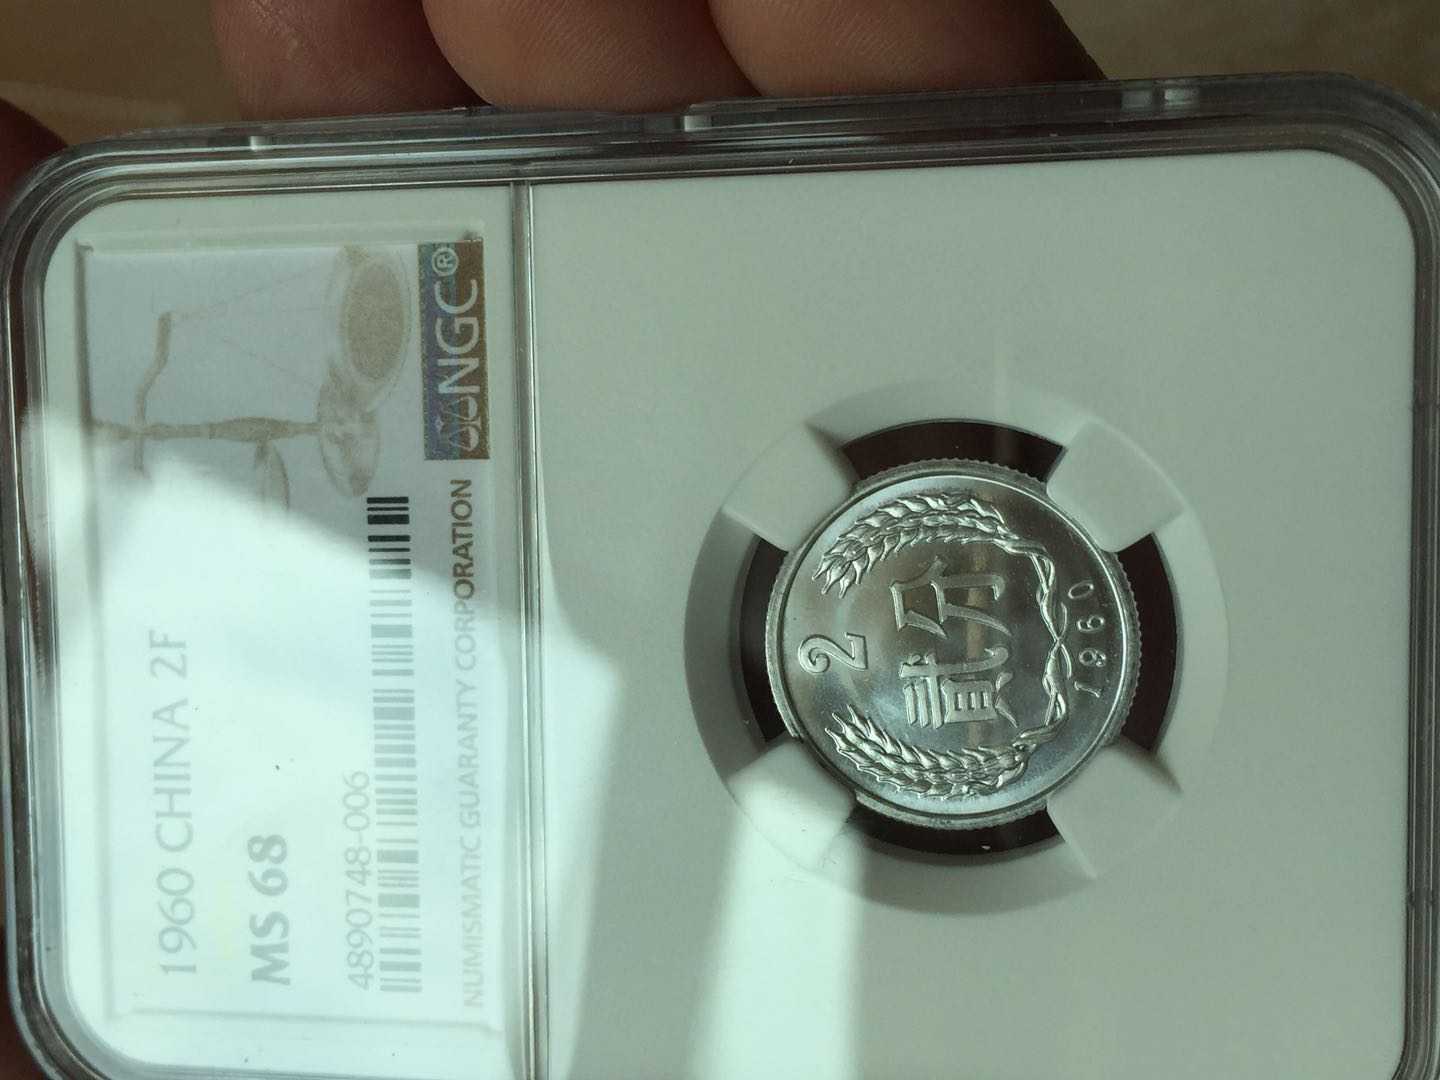 1960 CHINA 2F
MS 68
4890748-006
NGC®
NUMISMATIC GUARANTY CORPORATION
2
贰分
1960